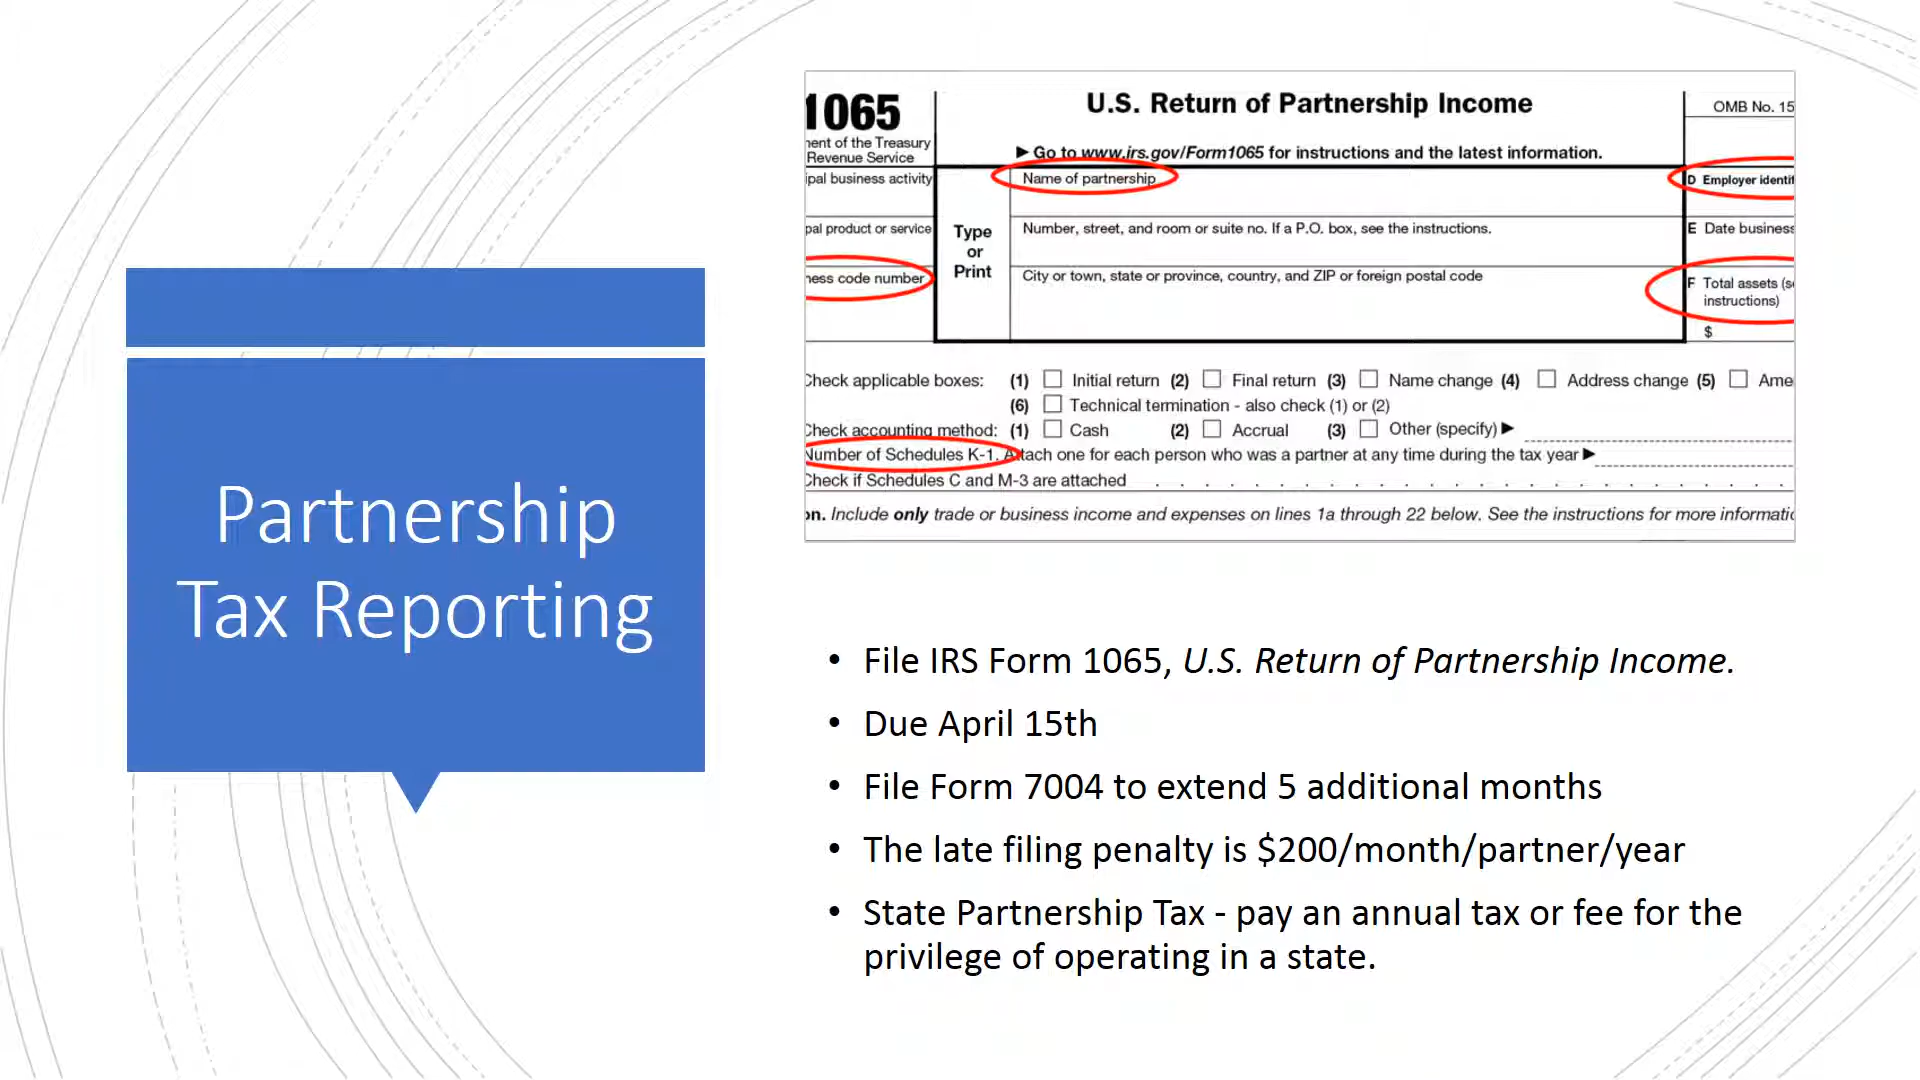 Partnership
Tax Reporting
1065
U.S. Return of Partnership Income
OMB No. 15
ment of the Treasury
Revenue Service
► Go to www.irs.gov/Form1065 for instructions and the latest information.
ipal business activity
Name of partnership
D Employer identif
pal product or service
Type
or
Print
Number, street, and room or suite no. If a P.O. box, see the instructions.
E Date business
ness code number
City or town, state or province, country, and ZIP or foreign postal code
F Total assets (se
instructions)
$
Check applicable boxes: (1) Initial return (2) Final return (3) Name change (4) Address change (5) Ame
(6) Technical termination - also check (1) or (2)
Check accounting method: (1) Cash (2) Accrual (3) Other (specify) ►
Number of Schedules K-1. Attach one for each person who was a partner at any time during the tax year ►
Check if Schedules C and M-3 are attached
on. Include only trade or business income and expenses on lines 1a through 22 below. See the instructions for more informatio
• File IRS Form 1065, U.S. Return of Partnership Income.
• Due April 15th
• File Form 7004 to extend 5 additional months
• The late filing penalty is $200/month/partner/year
• State Partnership Tax - pay an annual tax or fee for the
privilege of operating in a state.